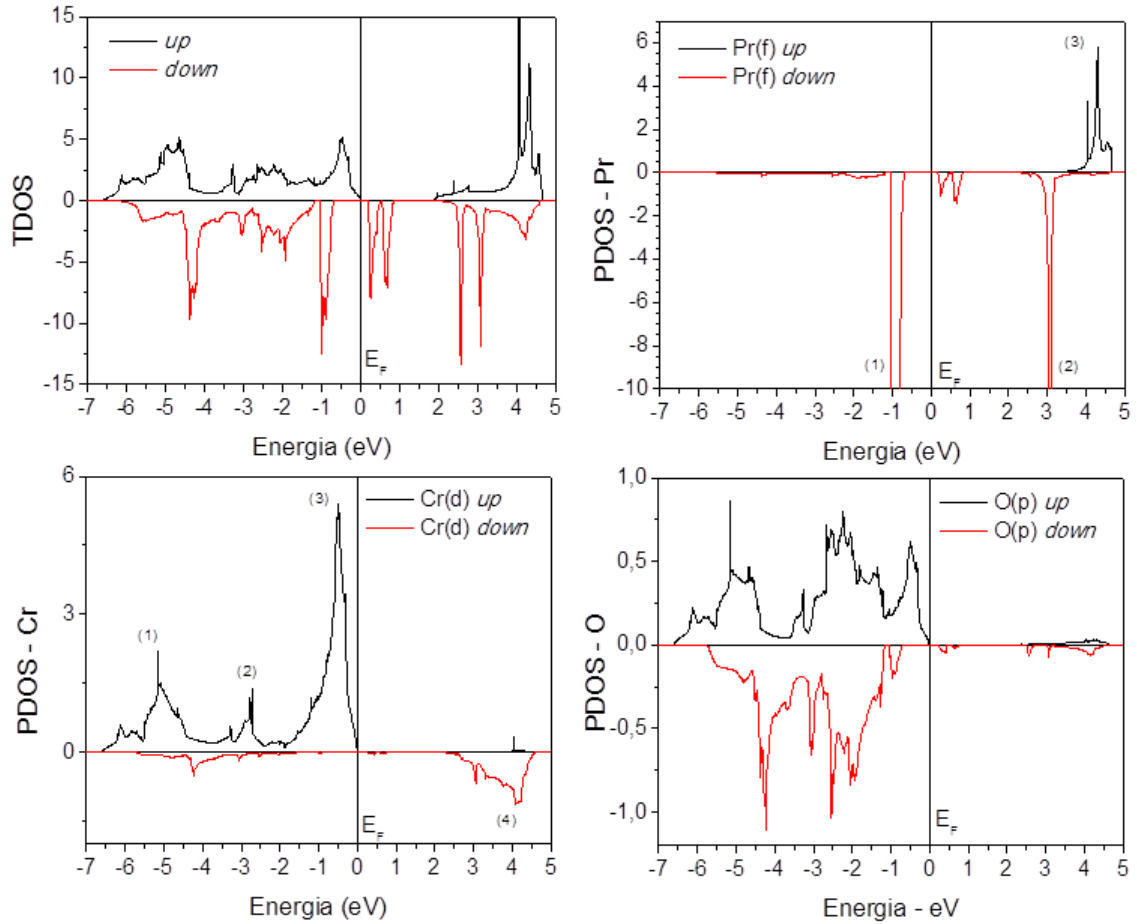 up
down
15
10
5
0
-5
-10
-15
TDOS
E_F
-7 -6 -5 -4 -3 -2 -1 0 1 2 3 4 5
Energia (eV)
Pr(f) up
Pr(f) down
(3)
6
4
2
0
-2
-4
-6
-8
-10
PDOS - Pr
(1)
E_F
(2)
-7 -6 -5 -4 -3 -2 -1 0 1 2 3 4 5
Energia (eV)
Cr(d) up
Cr(d) down
(3)
6
3
0
PDOS - Cr
(1)
(2)
(4)
E_F
-7 -6 -5 -4 -3 -2 -1 0 1 2 3 4 5
Energia (eV)
O(p) up
O(p) down
1,0
0,5
0,0
-0,5
-1,0
PDOS - O
E_F
-7 -6 -5 -4 -3 -2 -1 0 1 2 3 4 5
Energia - eV